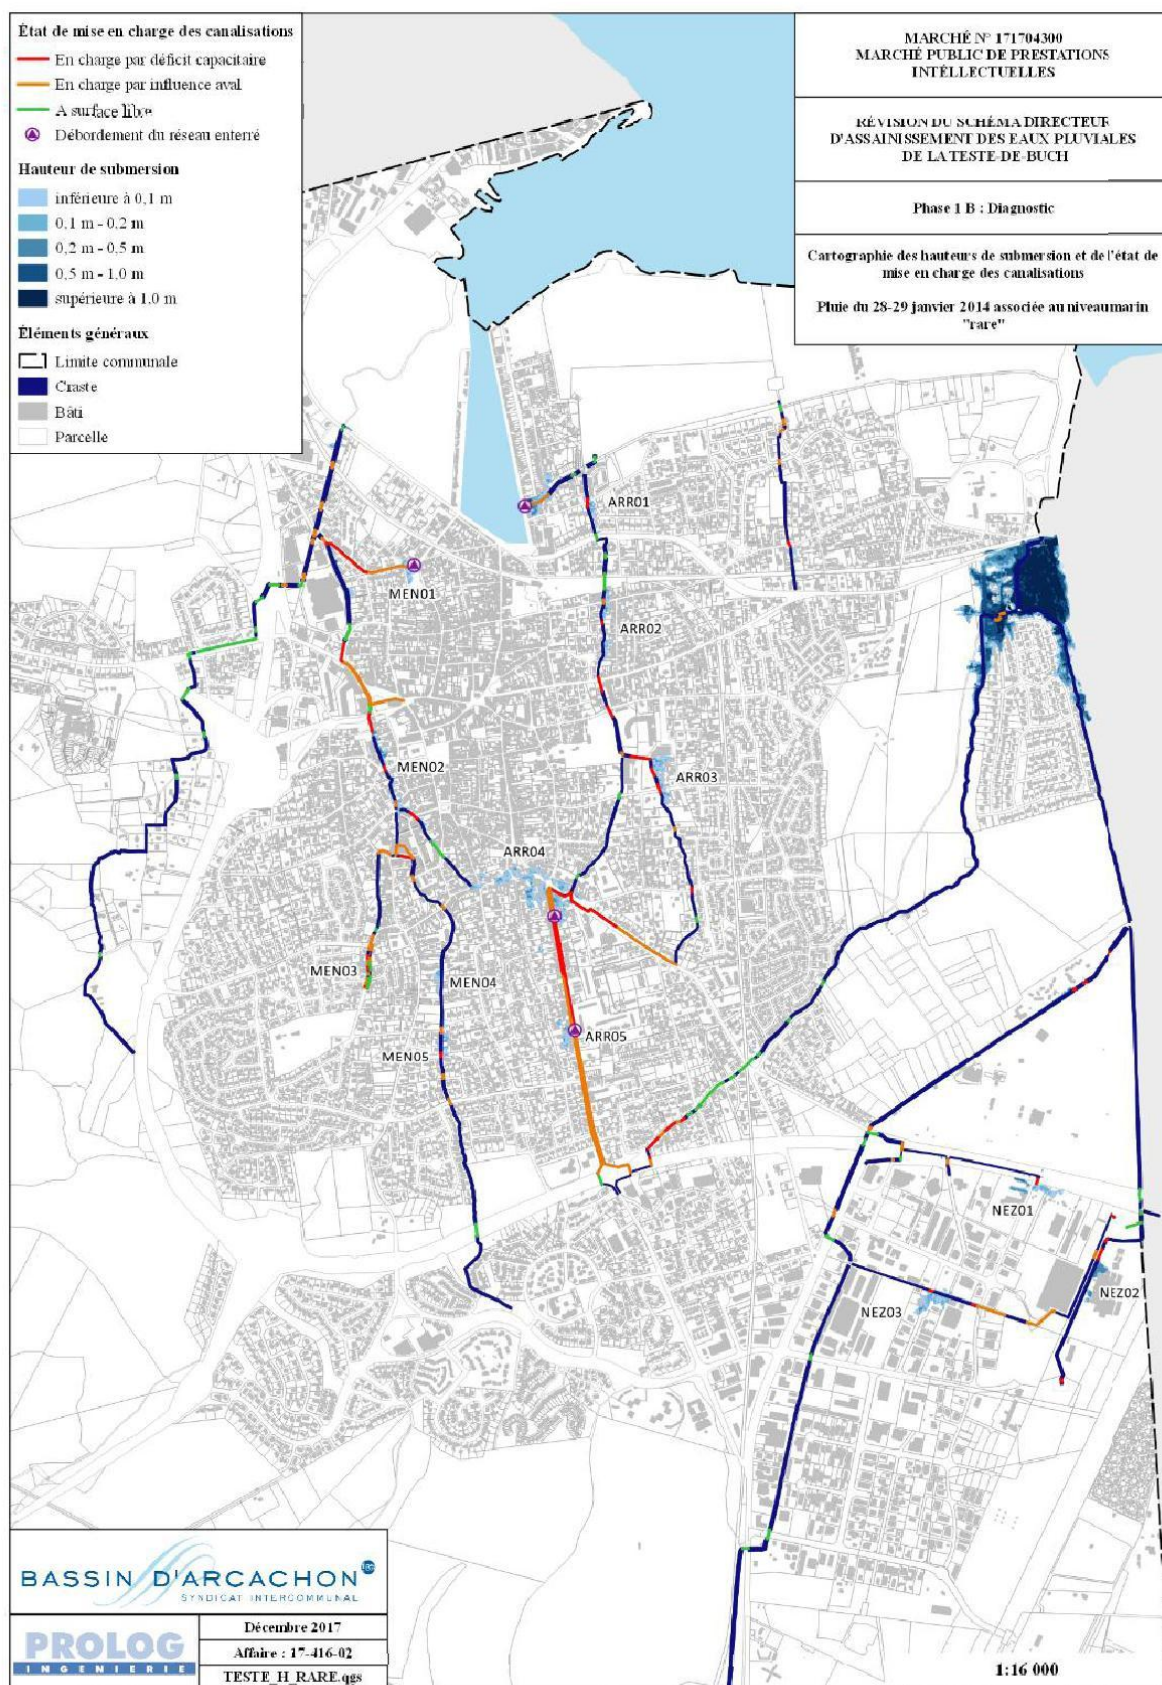 État de mise en charge des canalisations
En charge par déficit capacitaire
En charge par influence aval
A surface libre
Débordement du réseau enterré
Hauteur de submersion
inférieure à 0,1 m
0,1 m - 0,2 m
0,2 m - 0,5 m
0,5 m - 1,0 m
supérieure à 1,0 m
Éléments généraux
Limite communale
Craste
Bâti
Parcelle
MARCHÉ N° 171704300
MARCHÉ PUBLIC DE PRESTATIONS
INTÉLLECTUELLES
RÉVISION DU SCHÉMA DIRECTEUR
D'ASSAINISSEMENT DES EAUX PLUVIALES
DE LA TESTE-DE-BUCH
Phase 1 B : Diagnostic
Cartographie des hauteurs de submersion et de l'état de
mise en charge des canalisations
Pluie du 28-29 janvier 2014 associée au niveau marin
"rare"
ARR01
MEN01
ARR02
MEN02
ARR03
ARR04
MEN03
MEN04
ARR05
MEN05
NEZ01
NEZ02
NEZ03
BASSIN D'ARCACHON
SYNDICAT INTERCOMMUNAL
PROLOG
INGENIERIE
Décembre 2017
Affaire : 17-416-02
TESTE_H_RARE.qgs
1:16 000